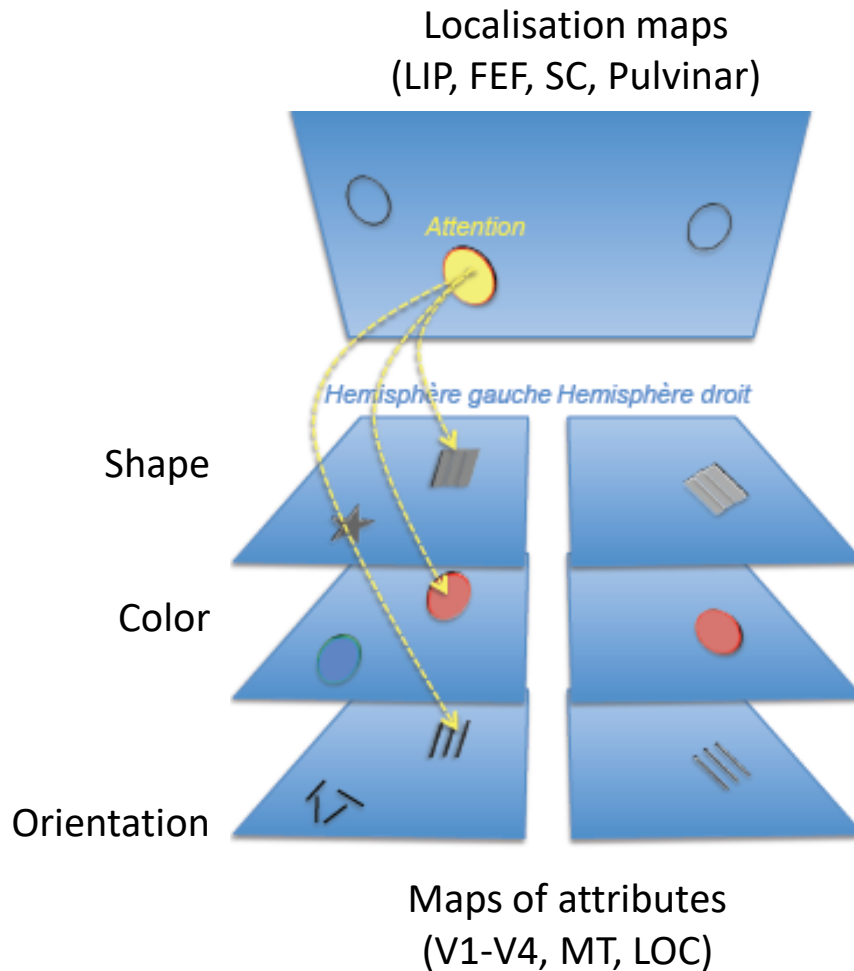 Localisation maps
(LIP, FEF, SC, Pulvinar)
Attention
Hemisphère gauche Hemisphère droit
Shape
Color
Orientation
Maps of attributes
(V1-V4, MT, LOC)